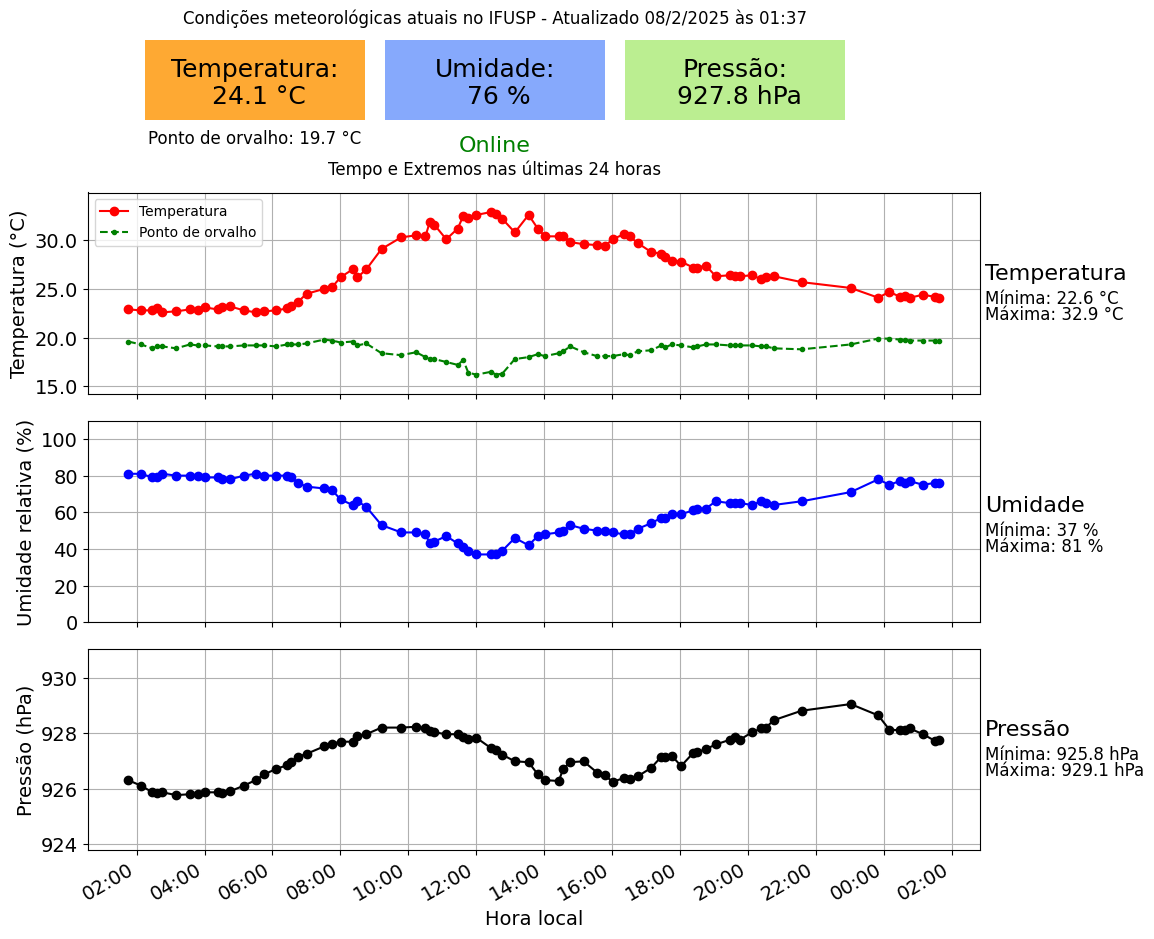 Condições meteorológicas atuais no IFUSP - Atualizado 08/2/2025 às 01:37
Temperatura:
24.1 °C
Umidade:
76 %
Pressão:
927.8 hPa
Ponto de orvalho: 19.7 °C
Online
Tempo e Extremos nas últimas 24 horas
Temperatura (°C)
30.0
25.0
20.0
15.0
Temperatura
Ponto de orvalho
Temperatura
Mínima: 22.6 °C
Máxima: 32.9 °C
Umidade relativa (%)
100
80
60
40
20
0
Umidade
Mínima: 37 %
Máxima: 81 %
Pressão (hPa)
930
928
926
924
Pressão
Mínima: 925.8 hPa
Máxima: 929.1 hPa
02:00 04:00 06:00 08:00 10:00 12:00 14:00 16:00 18:00 20:00 22:00 00:00 02:00
Hora local